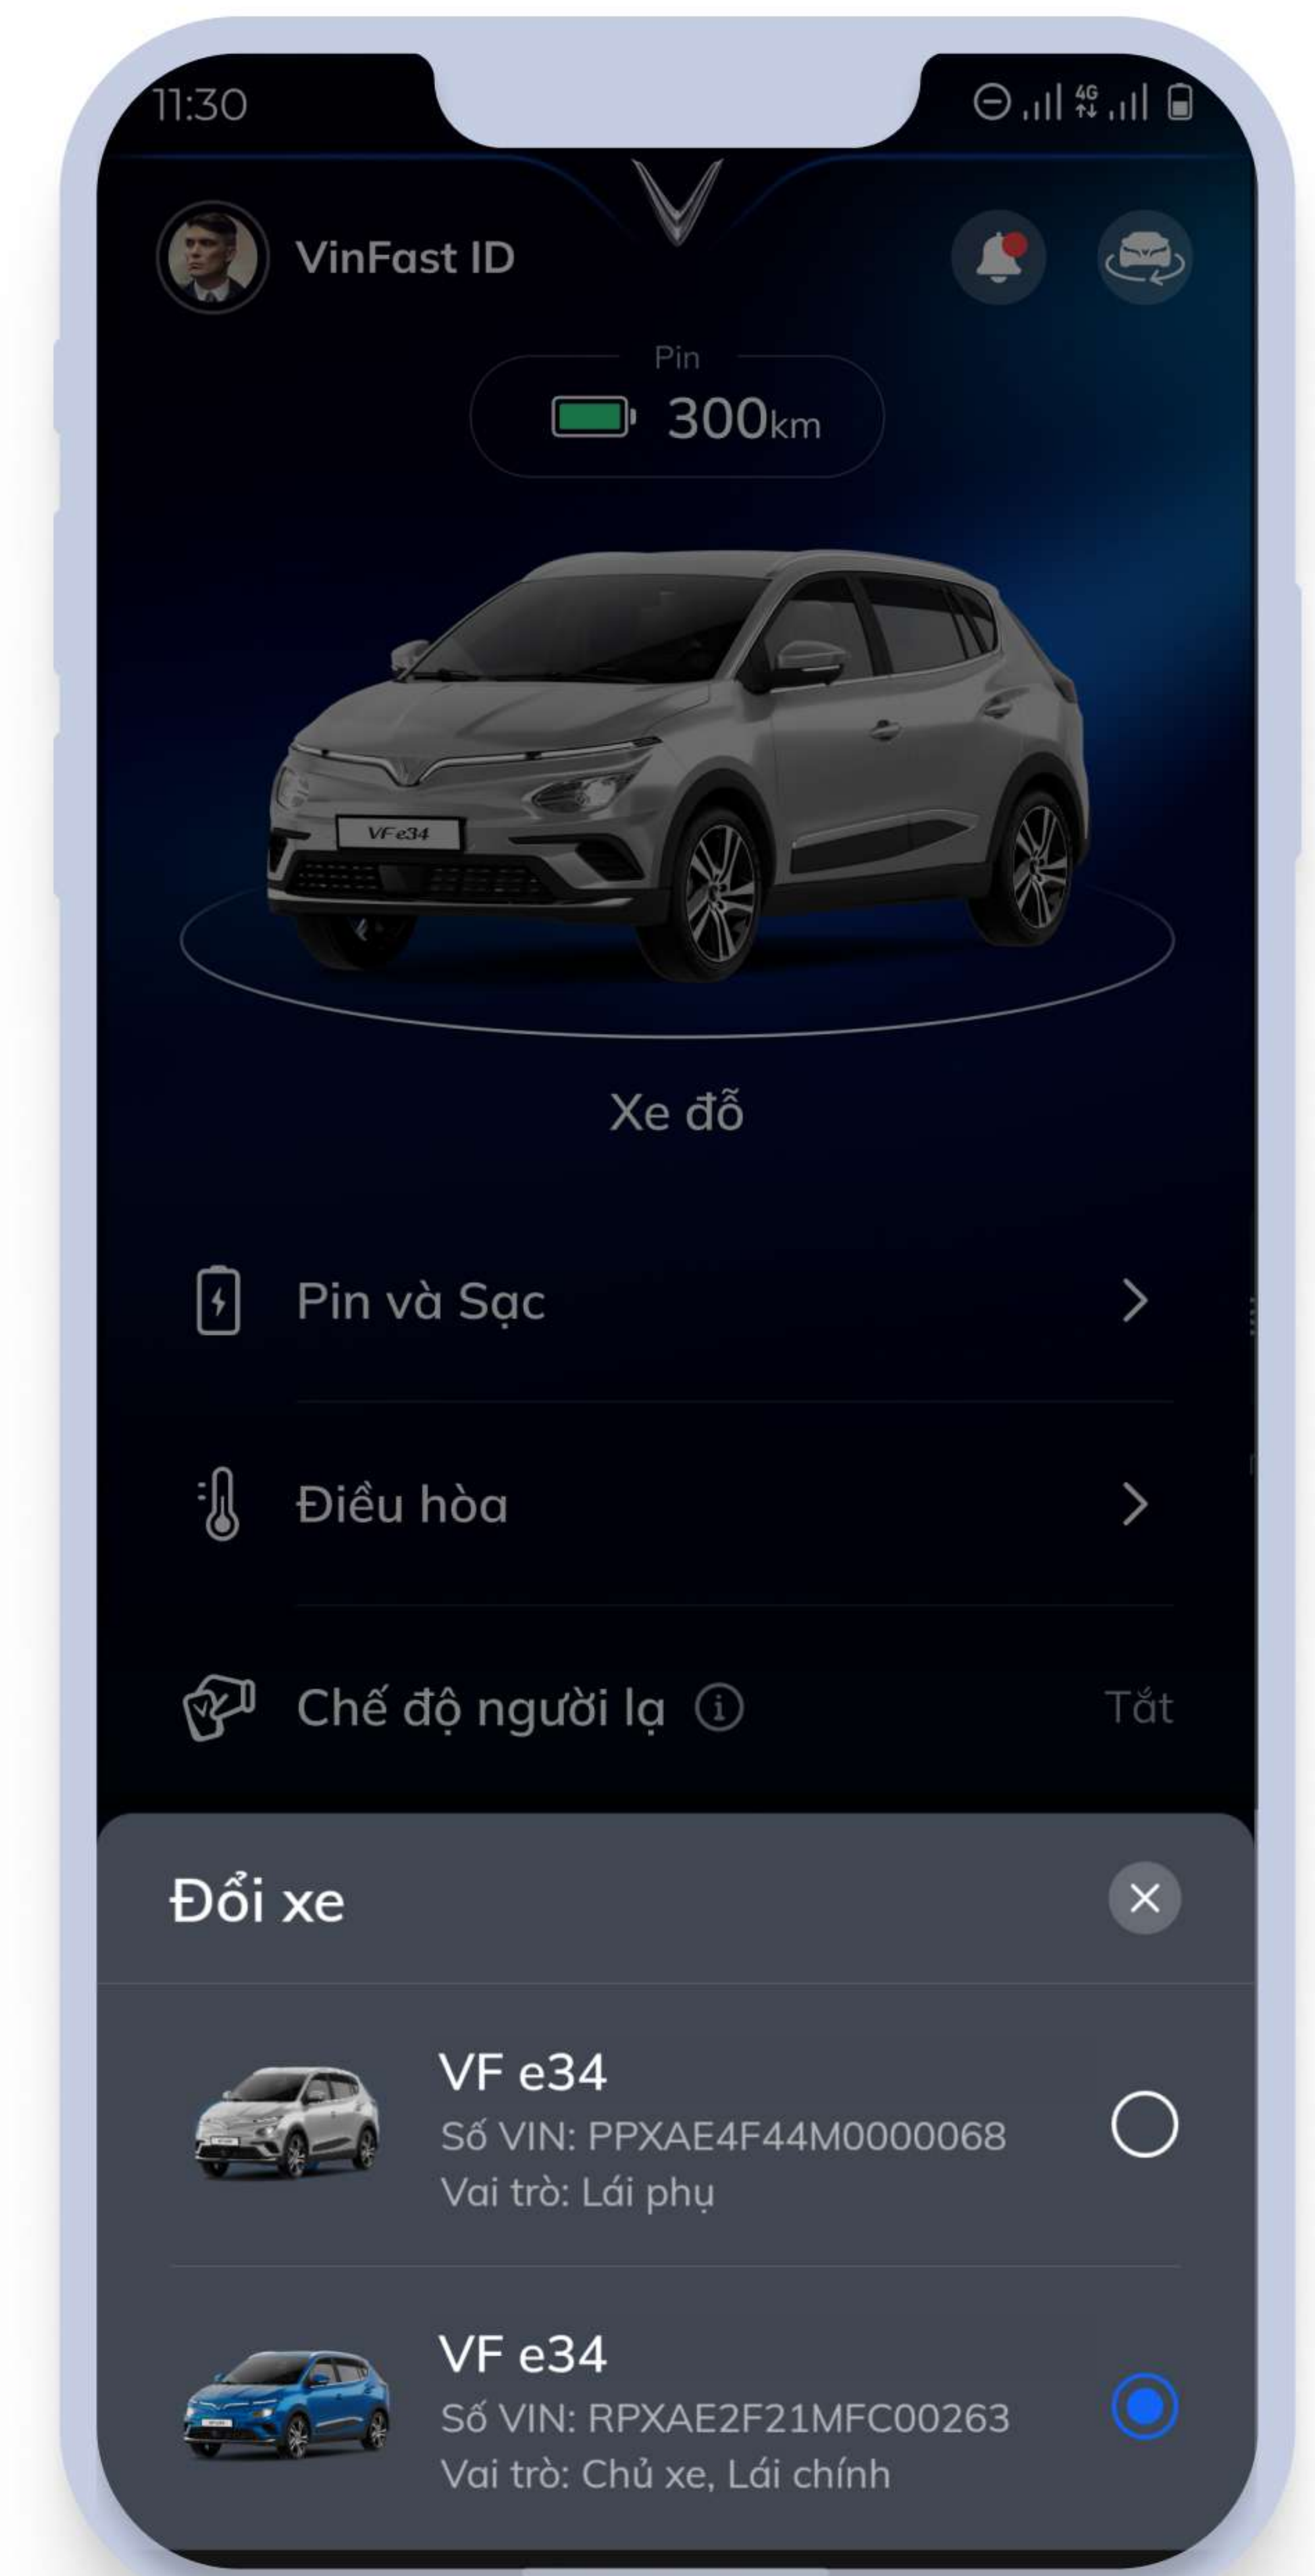 11:30
4G
VinFast ID
Pin
300km
VF e34
Xe đỗ
Pin và Sạc
Điều hòa
Chế độ người lạ
Tắt
Đổi xe
VF e34
Số VIN: PPXAE4F44M0000068
Vai trò: Lái phụ
VF e34
Số VIN: RPXAE2F21MFC00263
Vai trò: Chủ xe, Lái chính